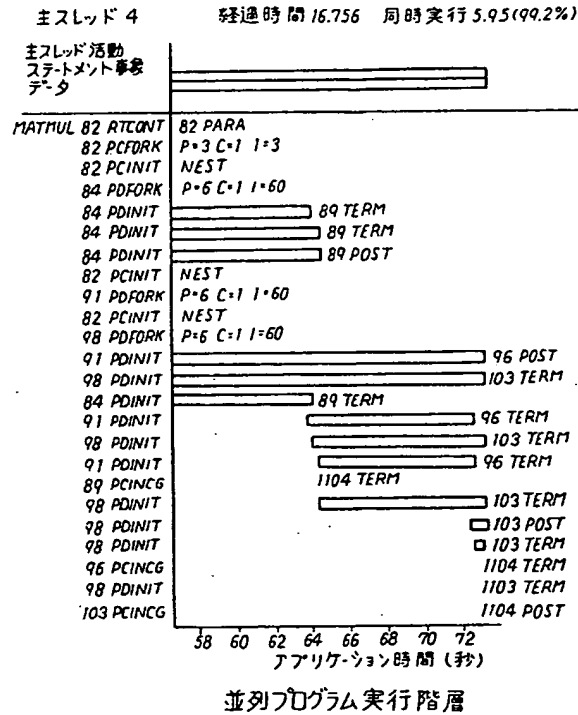 主スレッド 4 経過時間 16.756 同時実行 5.95(99.2%)
主スレッド活動
ステートメント事象
データ
MATMUL 82 RTCONT 82 PARA
82 PCFORK P=3 C=1 I=3
82 PCINIT NEST
84 PDFORK P=6 C=1 I=60
84 PDINIT 89 TERM
84 PDINIT 89 TERM
84 PDINIT 89 POST
82 PCINIT NEST
91 PDFORK P=6 C=1 I=60
82 PCINIT NEST
98 PDFORK P=6 C=1 I=60
91 PDINIT 96 POST
98 PDINIT 103 TERM
84 PDINIT 89 TERM
91 PDINIT 96 TERM
98 PDINIT 103 TERM
91 PDINIT 96 TERM
89 PCINCG 1104 TERM
98 PDINIT 103 TERM
98 PDINIT 103 POST
98 PDINIT 103 TERM
96 PCINCG 1104 TERM
98 PDINIT 1103 TERM
103 PCINCG 1104 POST
58 60 62 64 66 68 70 72
アプリケーション時間 (秒)
並列プログラム実行階層